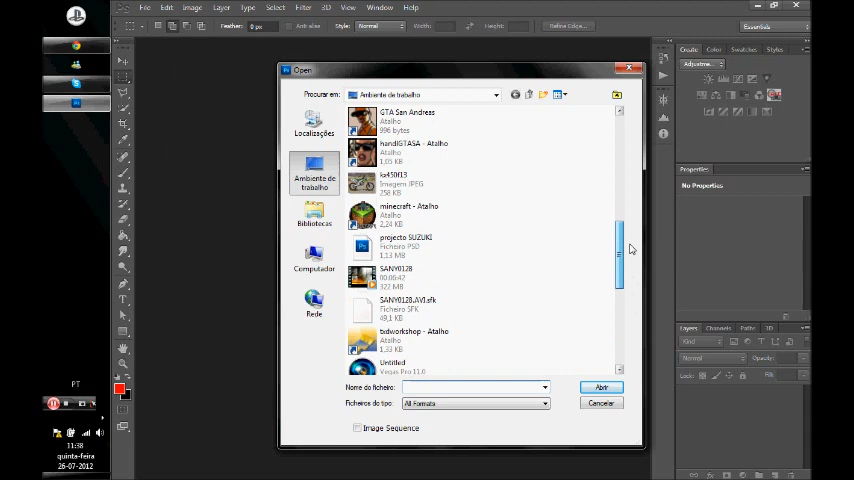 Ps File Edit Image Layer Type Select Filter 3D View Window Help
Feather: 0 px Anti-alias Style: Normal Width: Height: Refine Edge... Essentials
Open
Procurar em: Ambiente de trabalho
Localizações
Ambiente de
trabalho
Bibliotecas
Computador
Rede
GTA San Andreas
Atalho
996 bytes
handlGTASA - Atalho
Atalho
1,05 KB
kx450f13
Imagem JPEG
258 KB
minecraft - Atalho
Atalho
2,24 KB
projecto SUZUKI
Ficheiro PSD
1,13 MB
SANY0128
00:06:42
322 MB
SANY0128.AVI.sfk
Ficheiro SFK
49,1 KB
txdworkshop - Atalho
Atalho
1,33 KB
Untitled
Vegas Pro 11.0
Nome do ficheiro: Abrir
Ficheiros do tipo: All Formats Cancelar
Image Sequence
Create Color Swatches Styles
Adjustme...
Properties
No Properties
Layers Channels Paths 3D
Kind
Normal Opacity:
Lock: Fill:
PT
11:38
quinta-feira
26-07-2012